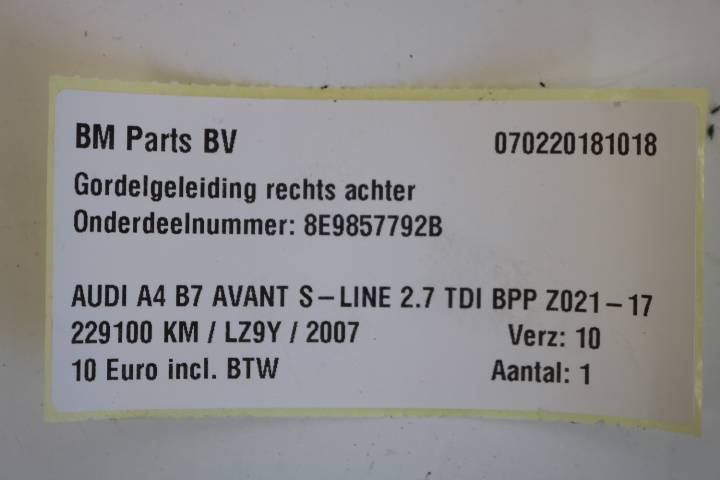 BM Parts BV 070220181018
Gordelgeleiding rechts achter
Onderdeelnummer: 8E9857792B
AUDI A4 B7 AVANT S-LINE 2.7 TDI BPP Z021-17
229100 KM / LZ9Y / 2007 Verz: 10
10 Euro incl. BTW Aantal: 1